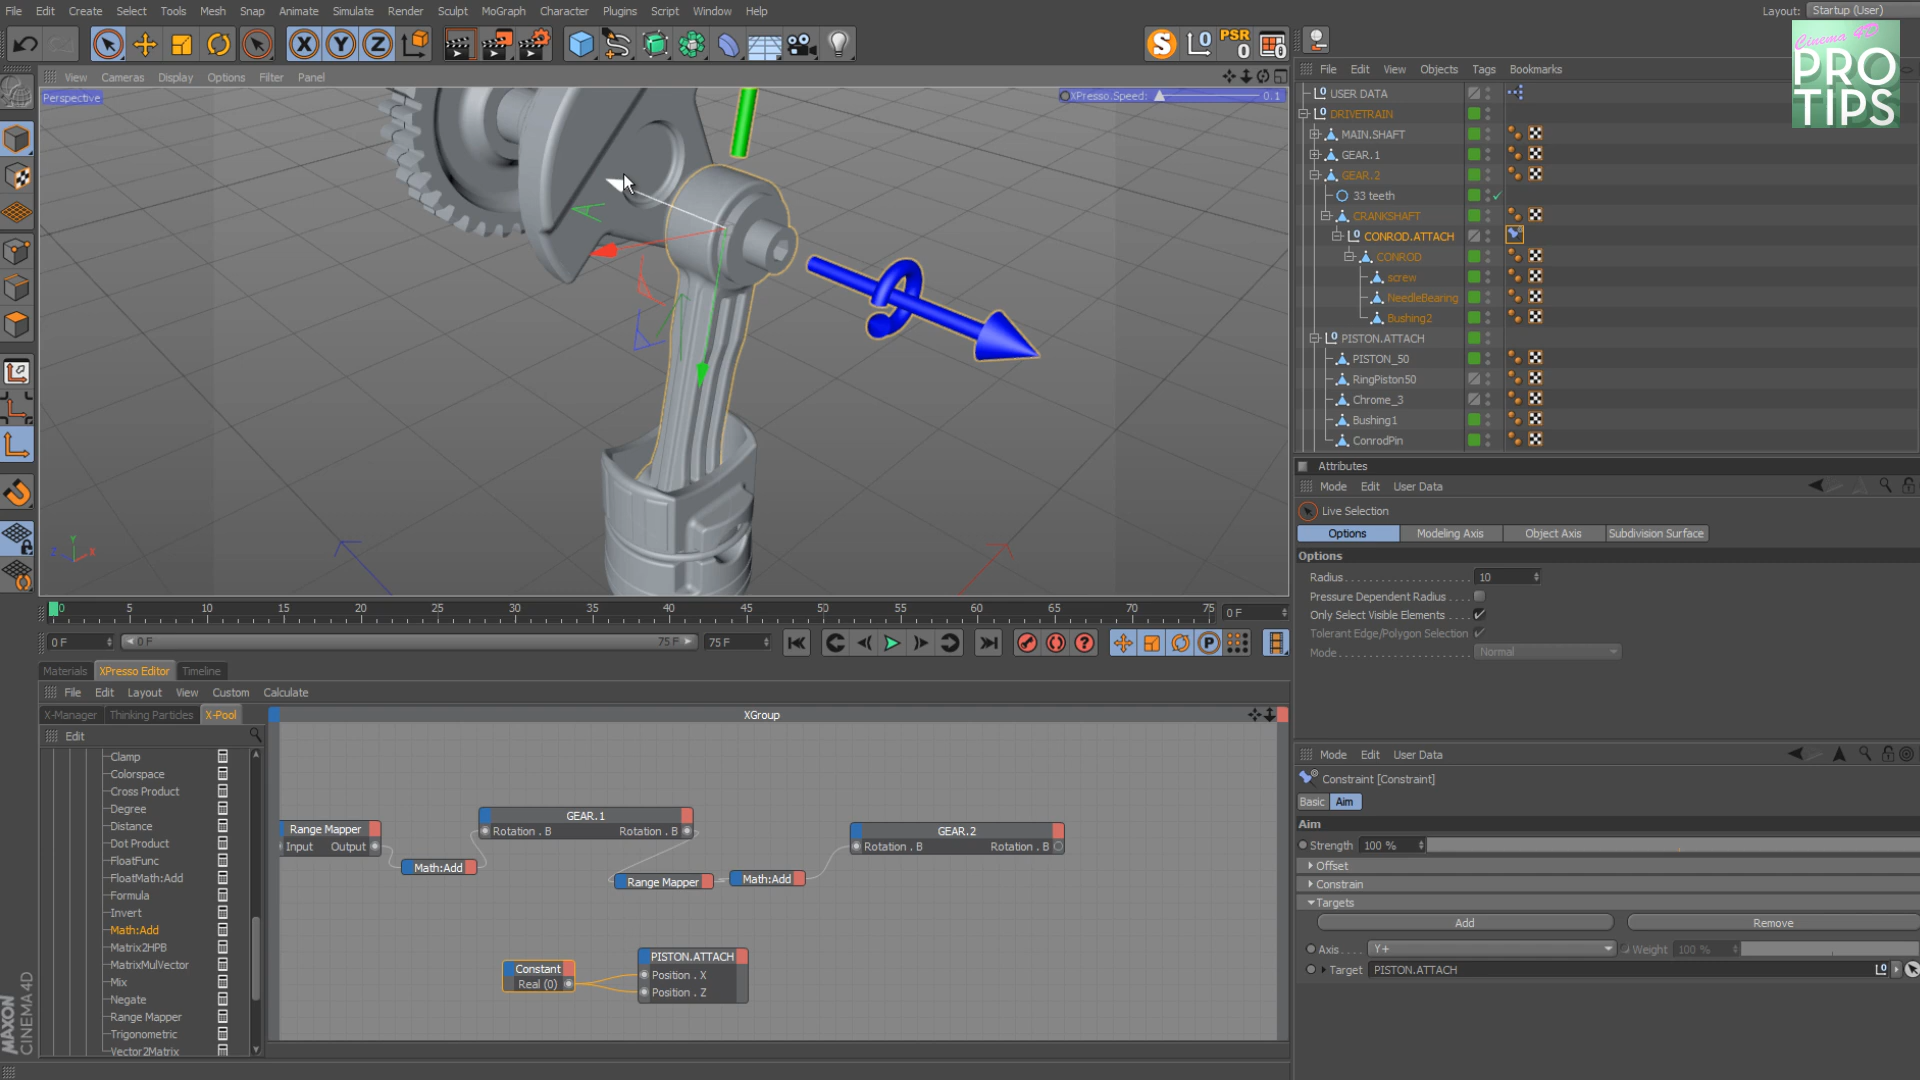 File Edit Create Select Tools Mesh Snap Animate Simulate Render Sculpt MoGraph Character Plugins Script Window Help
Layout: Startup (User)
Cinema 4D
PRO
TIPS
X Y Z
S
PSR
0
View Cameras Display Options Filter Panel
Perspective
XPresso.Speed: 0.1
File Edit View Objects Tags Bookmarks
USER DATA
DRIVETRAIN
MAIN.SHAFT
GEAR.1
GEAR.2
33 teeth
CRANKSHAFT
CONROD.ATTACH
CONROD
screw
NeedleBearing
Bushing2
PISTON.ATTACH
PISTON_50
RingPiston50
Chrome_3
Bushing1
ConrodPin
Attributes
Mode Edit User Data
Live Selection
Options Modeling Axis Object Axis Subdivision Surface
Options
Radius 10
Pressure Dependent Radius
Only Select Visible Elements
Tolerant Edge/Polygon Selection
Mode Normal
Z Y X
0 5 10 15 20 25 30 35 40 45 50 55 60 65 70 75 0 F
0 F 0 F 75 F 75 F
P
Materials XPresso Editor Timeline
File Edit Layout View Custom Calculate
X-Manager Thinking Particles X-Pool
XGroup
Edit
Clamp
Colorspace
Cross Product
Degree
Distance
Dot Product
FloatFunc
FloatMath:Add
Formula
Invert
Math:Add
Matrix2HPB
MatrixMulVector
Mix
Negate
Range Mapper
Trigonometric
Vector2Matrix
Range Mapper
Input Output
Math:Add
GEAR.1
Rotation . B Rotation . B
Range Mapper
Math:Add
GEAR.2
Rotation . B Rotation . B
Constant
Real (0)
PISTON.ATTACH
Position . X
Position . Z
Mode Edit User Data
Constraint [Constraint]
Basic Aim
Aim
Strength 100 %
Offset
Constrain
Targets
Add Remove
Axis Y+ Weight 100 %
Target PISTON.ATTACH
MAXON
CINEMA 4D